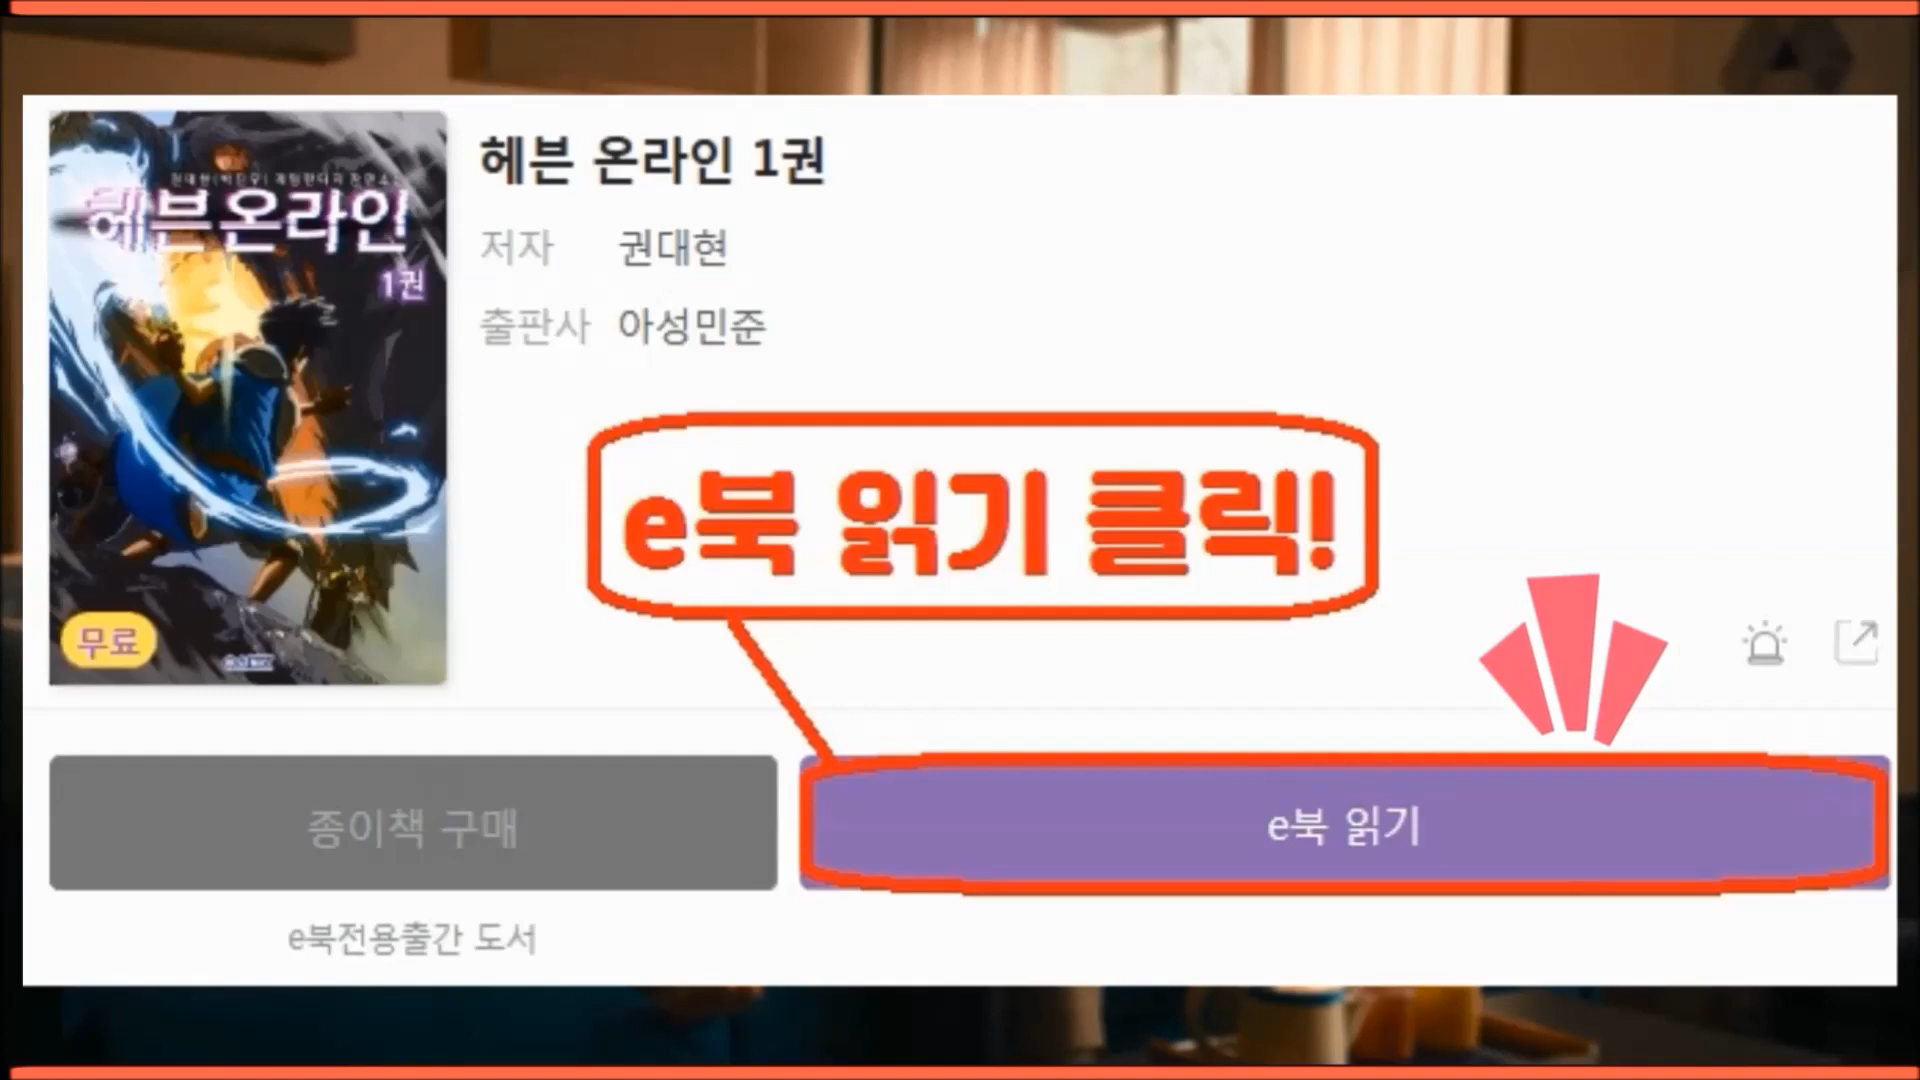 헤븐온라인
1권
무료
헤븐 온라인 1권
저자 권대현
출판사 아성민준
e북 읽기 클릭!
종이책 구매
e북 읽기
e북전용출간 도서